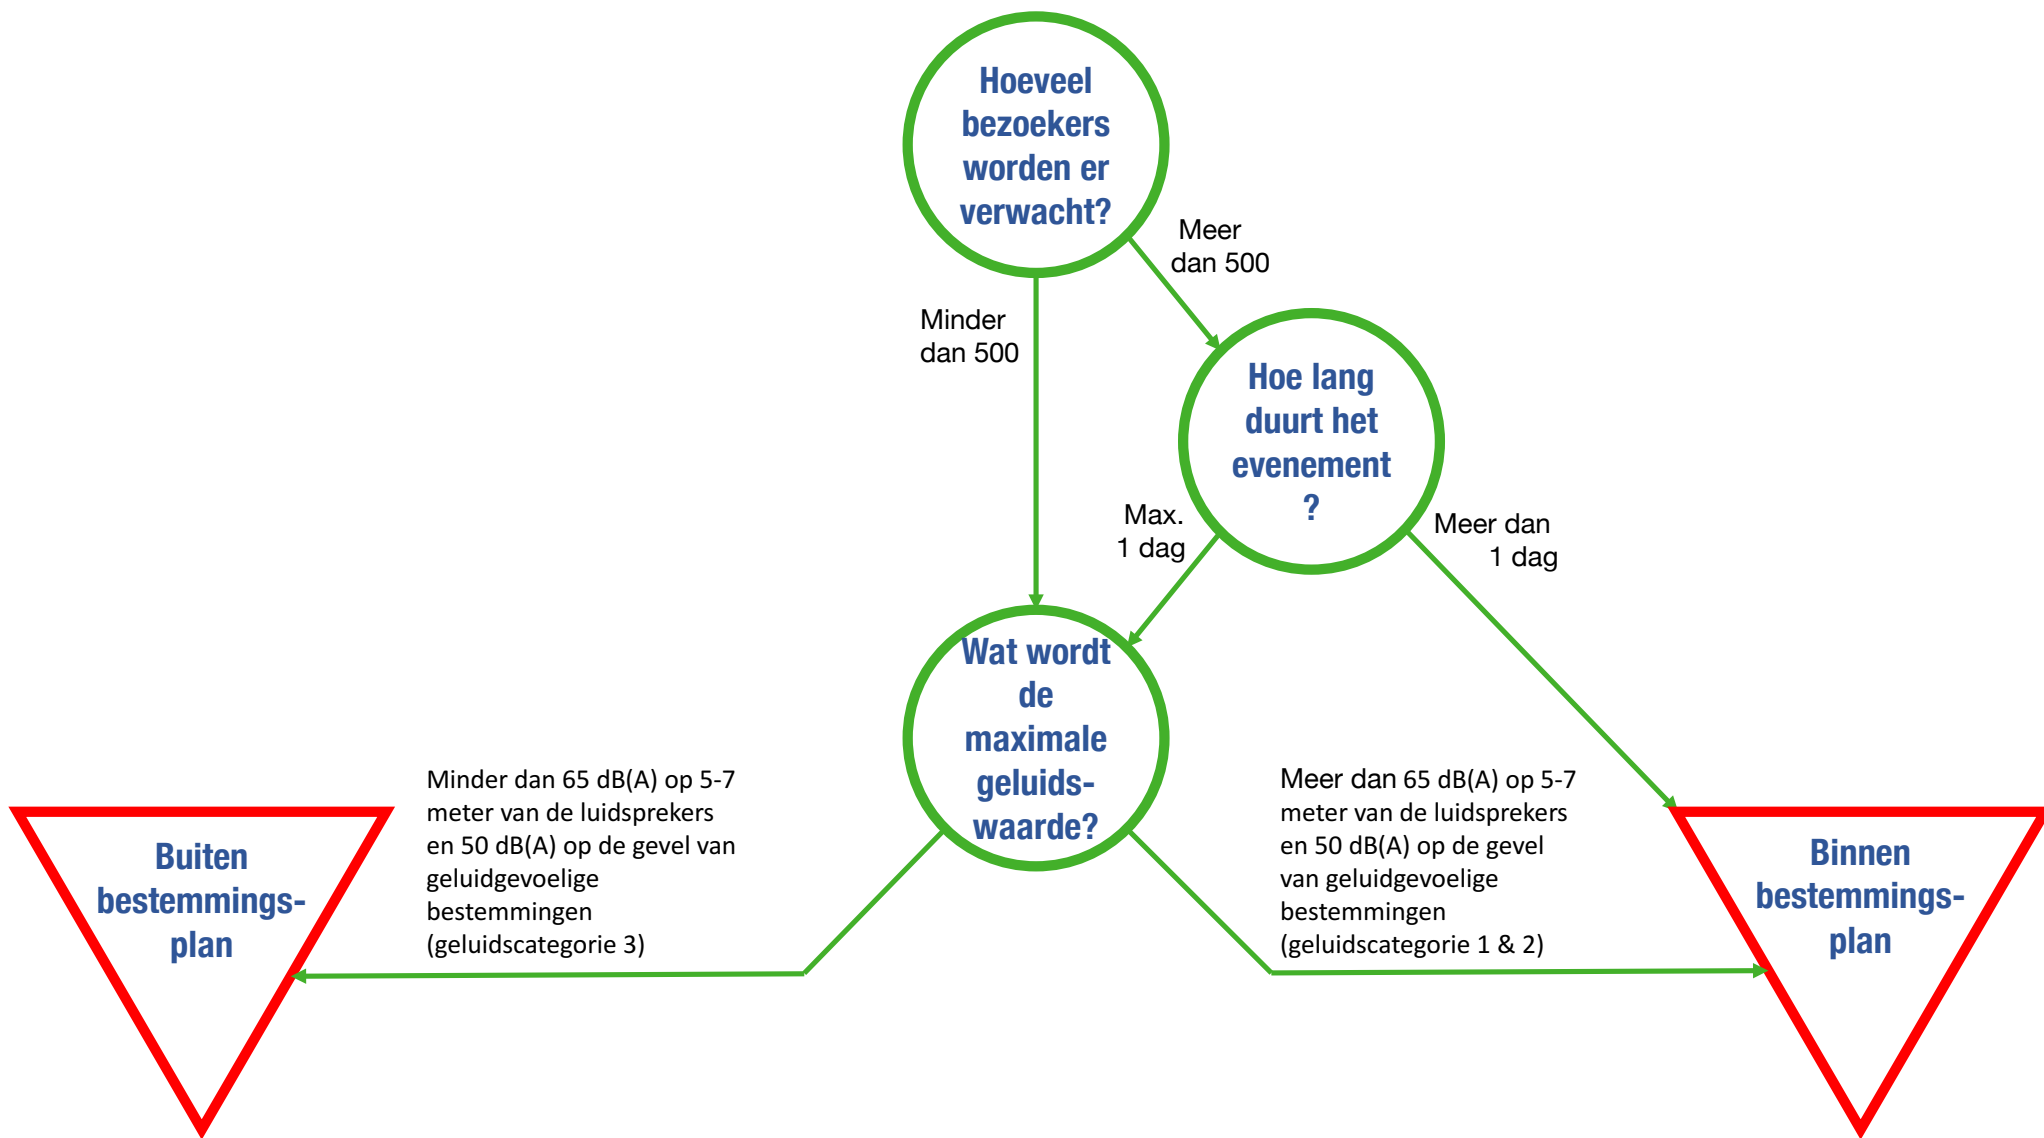 Hoeveel
bezoekers
worden er
verwacht?
Meer
dan 500
Minder
dan 500
Hoe lang
duurt het
evenement
?
Max.
1 dag
Meer dan
1 dag
Wat wordt
de
maximale
geluids-
waarde?
Minder dan 65 dB(A) op 5-7
meter van de luidsprekers
en 50 dB(A) op de gevel van
geluidgevoelige
bestemmingen
(geluidscategorie 3)
Meer dan 65 dB(A) op 5-7
meter van de luidsprekers
en 50 dB(A) op de gevel
van geluidgevoelige
bestemmingen
(geluidscategorie 1 & 2)
Buiten
bestemmings-
plan
Binnen
bestemmings-
plan